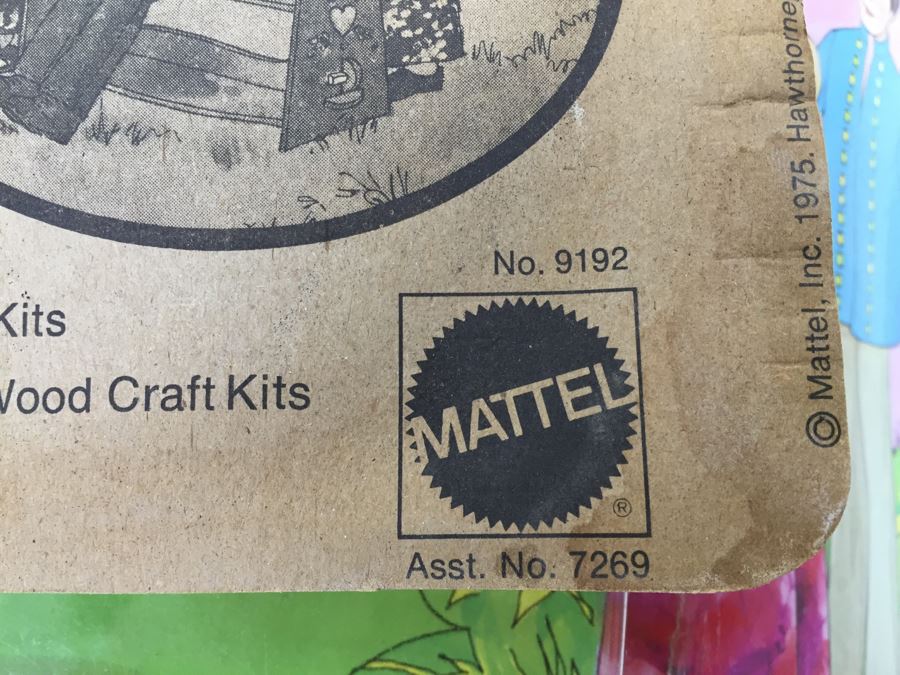 No. 9192
Kits
Wood Craft Kits
MATTEL
®
Asst. No. 7269
© Mattel, Inc. 1975. Hawthorne